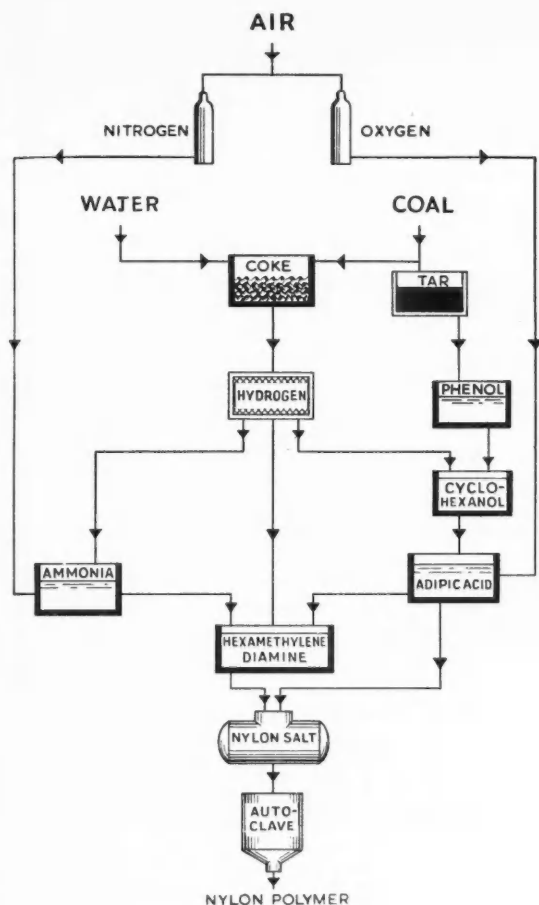 AIR
NITROGEN
OXYGEN
WATER
COAL
COKE
TAR
HYDROGEN
PHENOL
CYCLO-
HEXANOL
AMMONIA
ADIPIC ACID
HEXAMETHYLENE
DIAMINE
NYLON SALT
AUTO-
CLAVE
NYLON POLYMER